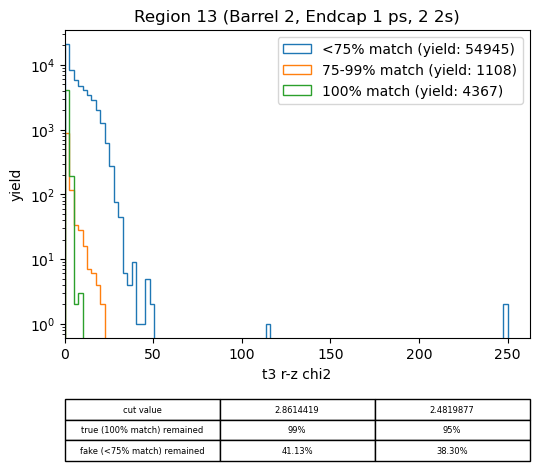 Region 13 (Barrel 2, Endcap 1 ps, 2 2s)
<75% match (yield: 54945)
75-99% match (yield: 1108)
100% match (yield: 4367)
yield
10⁴
10³
10²
10¹
10⁰
0 50 100 150 200 250
t3 r-z chi2
cut value 2.8614419 2.4819877
true (100% match) remained 99% 95%
fake (<75% match) remained 41.13% 38.30%